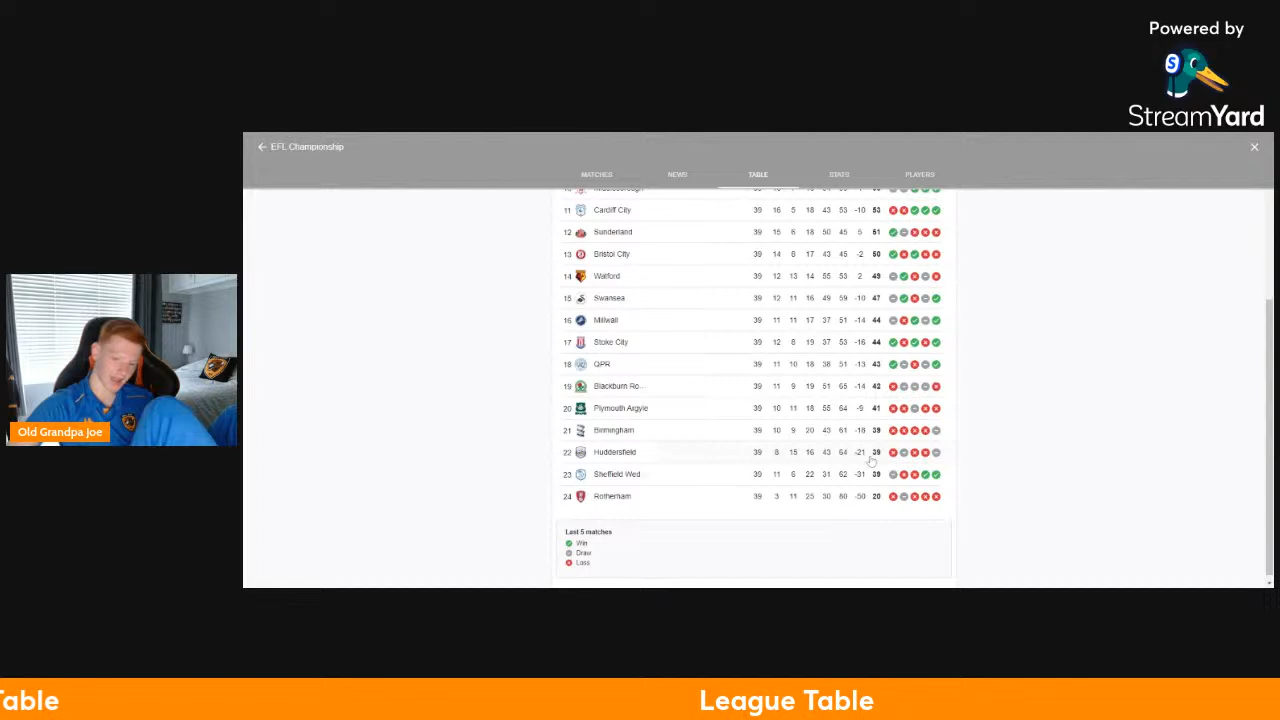 Powered by
StreamYard
EFL Championship
MATCHES NEWS TABLE STATS PLAYERS
11 Cardiff City 39 16 5 18 43 53 -10 53
12 Sunderland 39 15 6 18 50 45 5 51
13 Bristol City 39 14 8 17 43 45 -2 50
14 Watford 39 12 13 14 55 53 2 49
15 Swansea 39 12 11 16 49 59 -10 47
16 Millwall 39 11 11 17 37 51 -14 44
17 Stoke City 39 12 8 19 37 53 -16 44
18 QPR 39 11 10 18 38 51 -13 43
19 Blackburn Ro... 39 11 9 19 51 65 -14 42
20 Plymouth Argyle 39 10 11 18 55 64 -9 41
21 Birmingham 39 10 9 20 43 61 -18 39
22 Huddersfield 39 8 15 16 43 64 -21 39
23 Sheffield Wed 39 11 6 22 31 62 -31 39
24 Rotherham 39 3 11 25 30 80 -50 20
Last 5 matches
Win
Draw
Loss
Old Grandpa joe
Table League Table